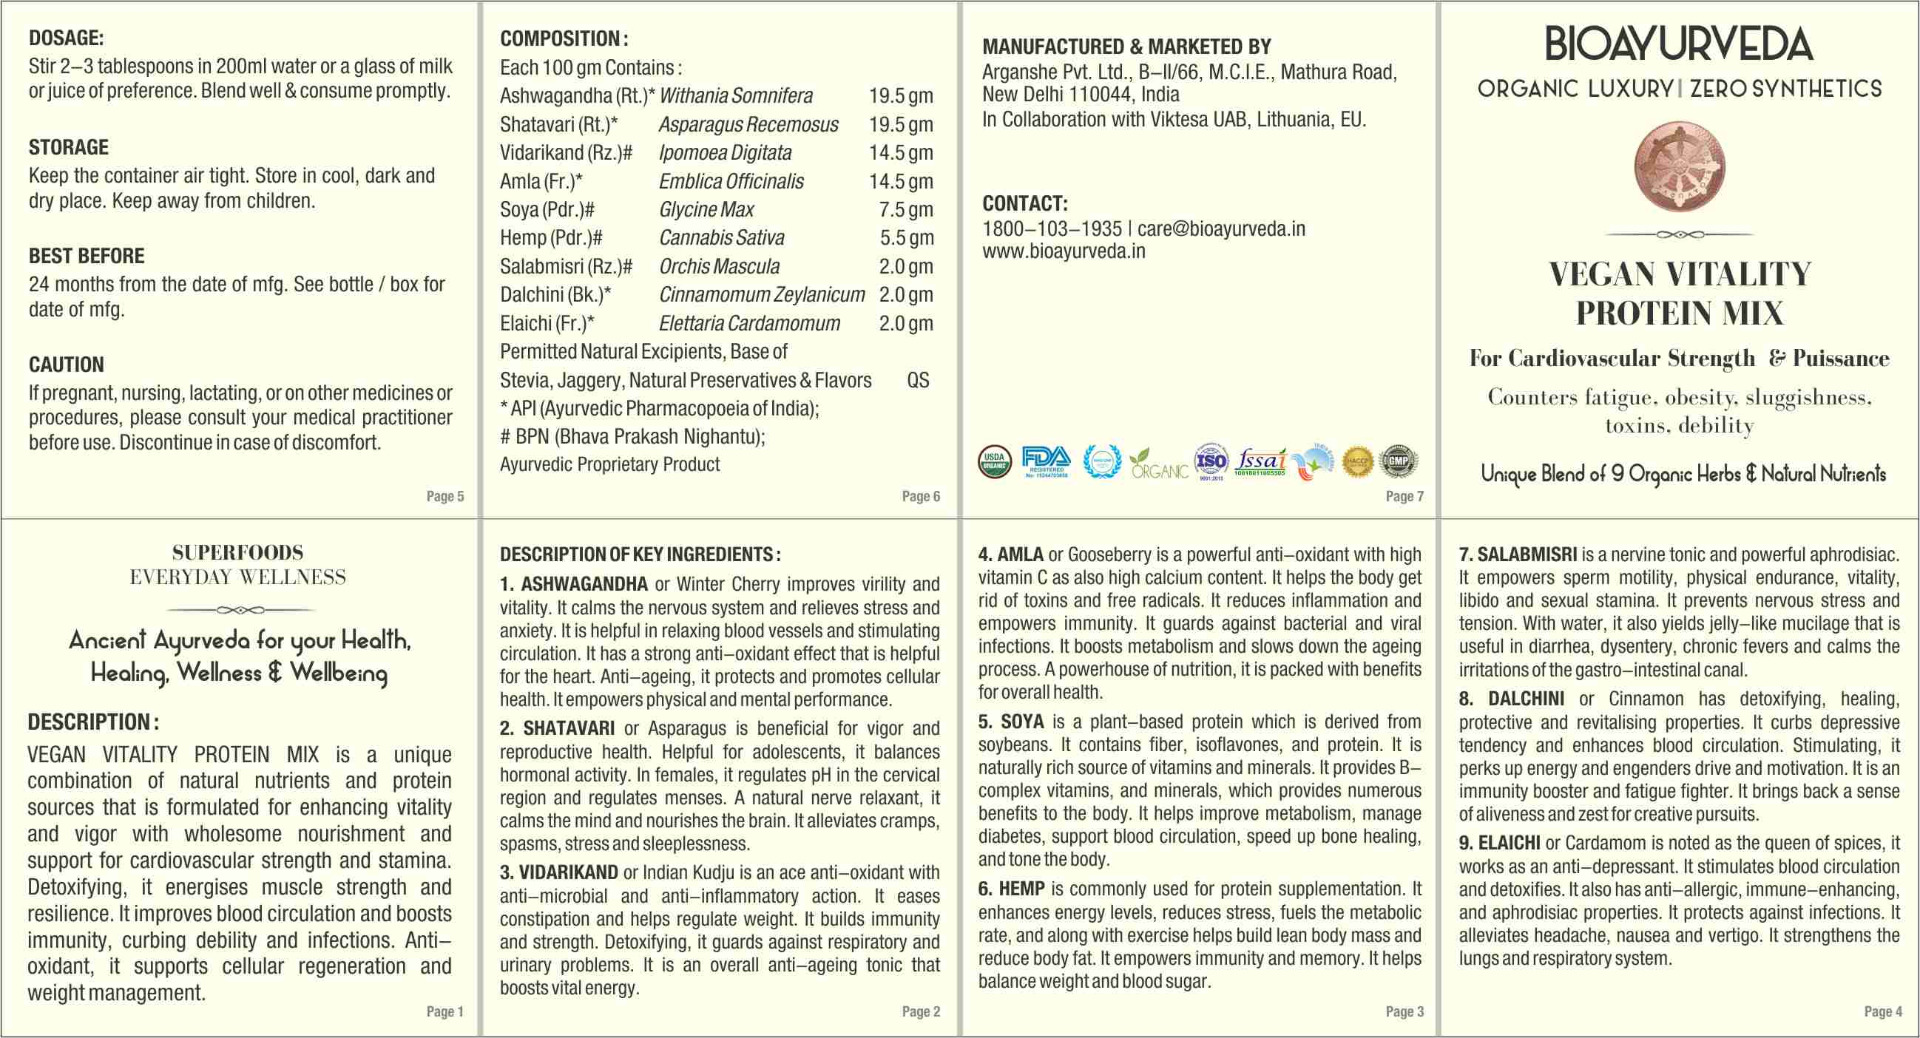 DOSAGE:
Stir 2–3 tablespoons in 200ml water or a glass of milk
or juice of preference. Blend well & consume promptly.
STORAGE
Keep the container air tight. Store in cool, dark and
dry place. Keep away from children.
BEST BEFORE
24 months from the date of mfg. See bottle / box for
date of mfg.
CAUTION
If pregnant, nursing, lactating, or on other medicines or
procedures, please consult your medical practitioner
before use. Discontinue in case of discomfort.
Page 5
COMPOSITION :
Each 100 gm Contains :
Ashwagandha (Rt.)* Withania Somnifera 19.5 gm
Shatavari (Rt.)* Asparagus Recemosus 19.5 gm
Vidarikand (Rz.)# Ipomoea Digitata 14.5 gm
Amla (Fr.)* Emblica Officinalis 14.5 gm
Soya (Pdr.)# Glycine Max 7.5 gm
Hemp (Pdr.)# Cannabis Sativa 5.5 gm
Salabmisri (Rz.)# Orchis Mascula 2.0 gm
Dalchini (Bk.)* Cinnamomum Zeylanicum 2.0 gm
Elaichi (Fr.)* Elettaria Cardamomum 2.0 gm
Permitted Natural Excipients, Base of
Stevia, Jaggery, Natural Preservatives & Flavors QS
* API (Ayurvedic Pharmacopoeia of India);
# BPN (Bhava Prakash Nighantu);
Ayurvedic Proprietary Product
Page 6
MANUFACTURED & MARKETED BY
Arganshe Pvt. Ltd., B–II/66, M.C.I.E., Mathura Road,
New Delhi 110044, India
In Collaboration with Viktesa UAB, Lithuania, EU.
CONTACT:
1800–103–1935 | care@bioayurveda.in
www.bioayurveda.in
USDA
ORGANIC
FDA
REGISTERED
ORGANIC
ISO
9001:2015
fssai
HACCP
GMP
Page 7
BIOAYURVEDA
ORGANIC LUXURY | ZERO SYNTHETICS
VEGAN VITALITY
PROTEIN MIX
For Cardiovascular Strength & Puissance
Counters fatigue, obesity, sluggishness,
toxins, debility
Unique Blend of 9 Organic Herbs & Natural Nutrients
SUPERFOODS
EVERYDAY WELLNESS
Ancient Ayurveda for your Health,
Healing, Wellness & Wellbeing
DESCRIPTION :
VEGAN VITALITY PROTEIN MIX is a unique
combination of natural nutrients and protein
sources that is formulated for enhancing vitality
and vigor with wholesome nourishment and
support for cardiovascular strength and stamina.
Detoxifying, it energises muscle strength and
resilience. It improves blood circulation and boosts
immunity, curbing debility and infections. Anti–
oxidant, it supports cellular regeneration and
weight management.
Page 1
DESCRIPTION OF KEY INGREDIENTS :
1. ASHWAGANDHA or Winter Cherry improves virility and
vitality. It calms the nervous system and relieves stress and
anxiety. It is helpful in relaxing blood vessels and stimulating
circulation. It has a strong anti–oxidant effect that is helpful
for the heart. Anti–ageing, it protects and promotes cellular
health. It empowers physical and mental performance.
2. SHATAVARI or Asparagus is beneficial for vigor and
reproductive health. Helpful for adolescents, it balances
hormonal activity. In females, it regulates pH in the cervical
region and regulates menses. A natural nerve relaxant, it
calms the mind and nourishes the brain. It alleviates cramps,
spasms, stress and sleeplessness.
3. VIDARIKAND or Indian Kudju is an ace anti–oxidant with
anti–microbial and anti–inflammatory action. It eases
constipation and helps regulate weight. It builds immunity
and strength. Detoxifying, it guards against respiratory and
urinary problems. It is an overall anti–ageing tonic that
boosts vital energy.
Page 2
4. AMLA or Gooseberry is a powerful anti–oxidant with high
vitamin C as also high calcium content. It helps the body get
rid of toxins and free radicals. It reduces inflammation and
empowers immunity. It guards against bacterial and viral
infections. It boosts metabolism and slows down the ageing
process. A powerhouse of nutrition, it is packed with benefits
for overall health.
5. SOYA is a plant–based protein which is derived from
soybeans. It contains fiber, isoflavones, and protein. It is
naturally rich source of vitamins and minerals. It provides B–
complex vitamins, and minerals, which provides numerous
benefits to the body. It helps improve metabolism, manage
diabetes, support blood circulation, speed up bone healing,
and tone the body.
6. HEMP is commonly used for protein supplementation. It
enhances energy levels, reduces stress, fuels the metabolic
rate, and along with exercise helps build lean body mass and
reduce body fat. It empowers immunity and memory. It helps
balance weight and blood sugar.
Page 3
7. SALABMISRI is a nervine tonic and powerful aphrodisiac.
It empowers sperm motility, physical endurance, vitality,
libido and sexual stamina. It prevents nervous stress and
tension. With water, it also yields jelly–like mucilage that is
useful in diarrhea, dysentery, chronic fevers and calms the
irritations of the gastro–intestinal canal.
8. DALCHINI or Cinnamon has detoxifying, healing,
protective and revitalising properties. It curbs depressive
tendency and enhances blood circulation. Stimulating, it
perks up energy and engenders drive and motivation. It is an
immunity booster and fatigue fighter. It brings back a sense
of aliveness and zest for creative pursuits.
9. ELAICHI or Cardamom is noted as the queen of spices, it
works as an anti–depressant. It stimulates blood circulation
and detoxifies. It also has anti–allergic, immune–enhancing,
and aphrodisiac properties. It protects against infections. It
alleviates headache, nausea and vertigo. It strengthens the
lungs and respiratory system.
Page 4